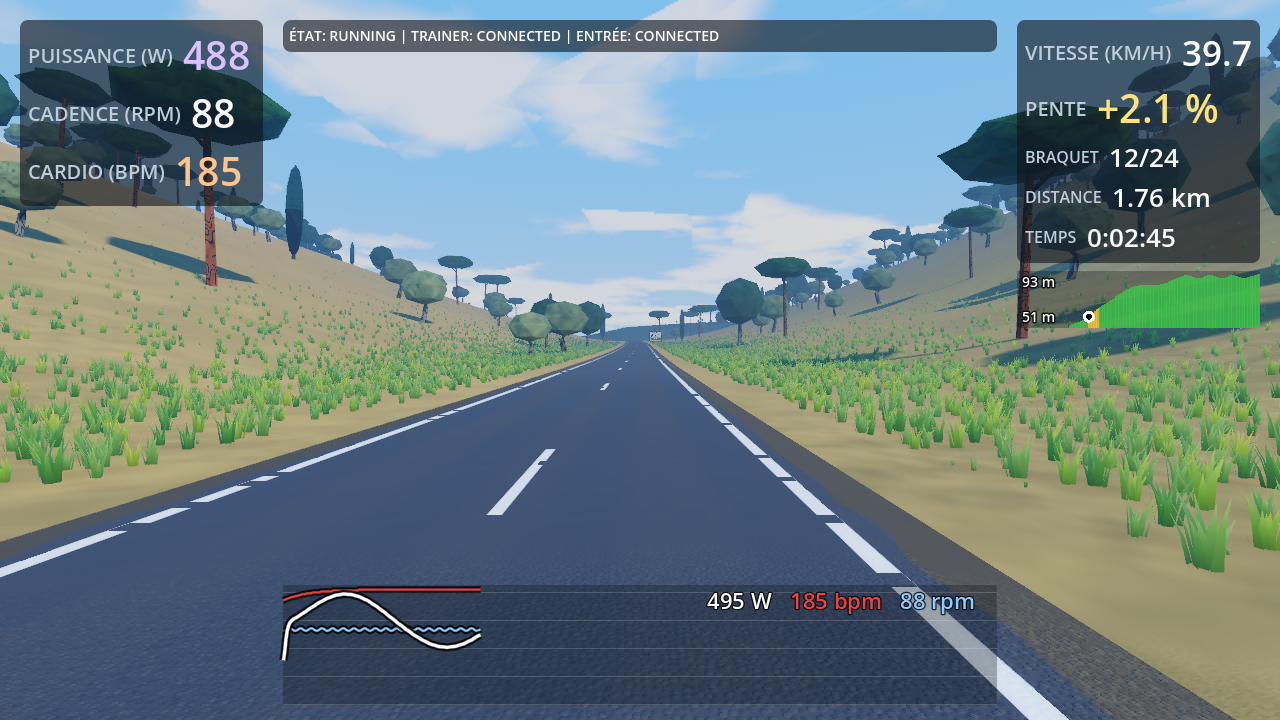 PUISSANCE (W) 488
CADENCE (RPM) 88
CARDIO (BPM) 185
ÉTAT: RUNNING | TRAINER: CONNECTED | ENTRÉE: CONNECTED
VITESSE (KM/H) 39.7
PENTE +2.1 %
BRAQUET 12/24
DISTANCE 1.76 km
TEMPS 0:02:45
93 m
51 m
495 W 185 bpm 88 rpm